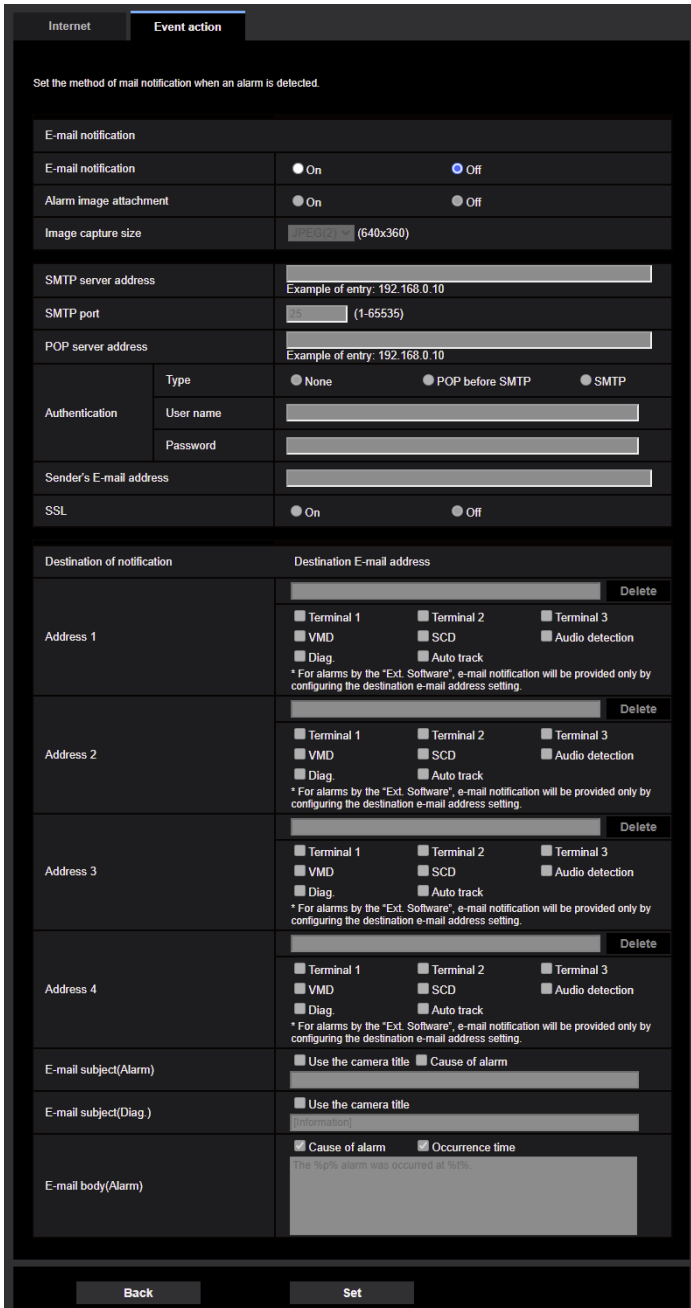 Internet Event action
Set the method of mail notification when an alarm is detected.
E-mail notification
E-mail notification On Off
Alarm image attachment On Off
Image capture size JPEG(2) (640x360)
SMTP server address
Example of entry: 192.168.0.10
SMTP port 25 (1-65535)
POP server address
Example of entry: 192.168.0.10
Authentication
Type None POP before SMTP SMTP
User name
Password
Sender's E-mail address
SSL On Off
Destination of notification Destination E-mail address
Delete
Address 1
Terminal 1 Terminal 2 Terminal 3
VMD SCD Audio detection
Diag. Auto track
* For alarms by the “Ext. Software”, e-mail notification will be provided only by
configuring the destination e-mail address setting.
Delete
Address 2
Terminal 1 Terminal 2 Terminal 3
VMD SCD Audio detection
Diag. Auto track
* For alarms by the “Ext. Software”, e-mail notification will be provided only by
configuring the destination e-mail address setting.
Delete
Address 3
Terminal 1 Terminal 2 Terminal 3
VMD SCD Audio detection
Diag. Auto track
* For alarms by the “Ext. Software”, e-mail notification will be provided only by
configuring the destination e-mail address setting.
Delete
Address 4
Terminal 1 Terminal 2 Terminal 3
VMD SCD Audio detection
Diag. Auto track
* For alarms by the “Ext. Software”, e-mail notification will be provided only by
configuring the destination e-mail address setting.
E-mail subject(Alarm) Use the camera title Cause of alarm
E-mail subject(Diag.) Use the camera title
[Information]
E-mail body(Alarm) Cause of alarm Occurrence time
The %p% alarm was occurred at %t%.
Back Set